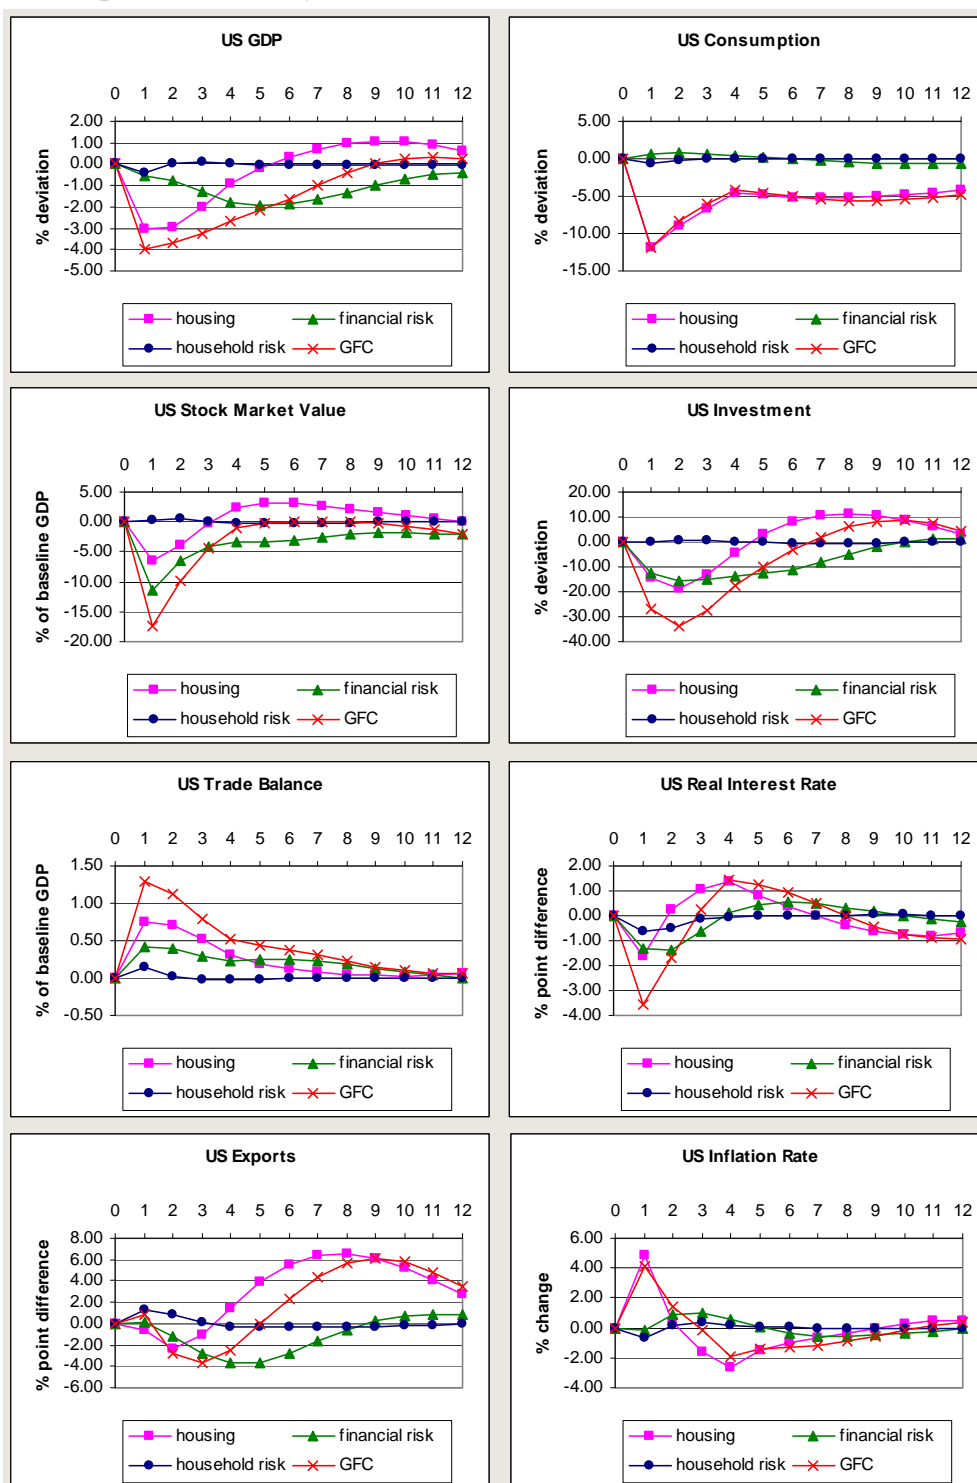 US GDP
0 1 2 3 4 5 6 7 8 9 10 11 12
2.00
1.00
0.00
-1.00
-2.00
-3.00
-4.00
-5.00
% deviation
housing
financial risk
household risk
GFC
US Consumption
0 1 2 3 4 5 6 7 8 9 10 11 12
5.00
0.00
-5.00
-10.00
-15.00
% deviation
housing
financial risk
household risk
GFC
US Stock Market Value
0 1 2 3 4 5 6 7 8 9 10 11 12
5.00
0.00
-5.00
-10.00
-15.00
-20.00
% of baseline GDP
housing
financial risk
household risk
GFC
US Investment
0 1 2 3 4 5 6 7 8 9 10 11 12
20.00
10.00
0.00
-10.00
-20.00
-30.00
-40.00
% deviation
housing
financial risk
household risk
GFC
US Trade Balance
0 1 2 3 4 5 6 7 8 9 10 11 12
1.50
1.00
0.50
0.00
-0.50
% of baseline GDP
housing
financial risk
household risk
GFC
US Real Interest Rate
0 1 2 3 4 5 6 7 8 9 10 11 12
2.00
1.00
0.00
-1.00
-2.00
-3.00
-4.00
% point difference
housing
financial risk
household risk
GFC
US Exports
0 1 2 3 4 5 6 7 8 9 10 11 12
8.00
6.00
4.00
2.00
0.00
-2.00
-4.00
-6.00
% point difference
housing
financial risk
household risk
GFC
US Inflation Rate
0 1 2 3 4 5 6 7 8 9 10 11 12
6.00
4.00
2.00
0.00
-2.00
-4.00
% change
housing
financial risk
household risk
GFC